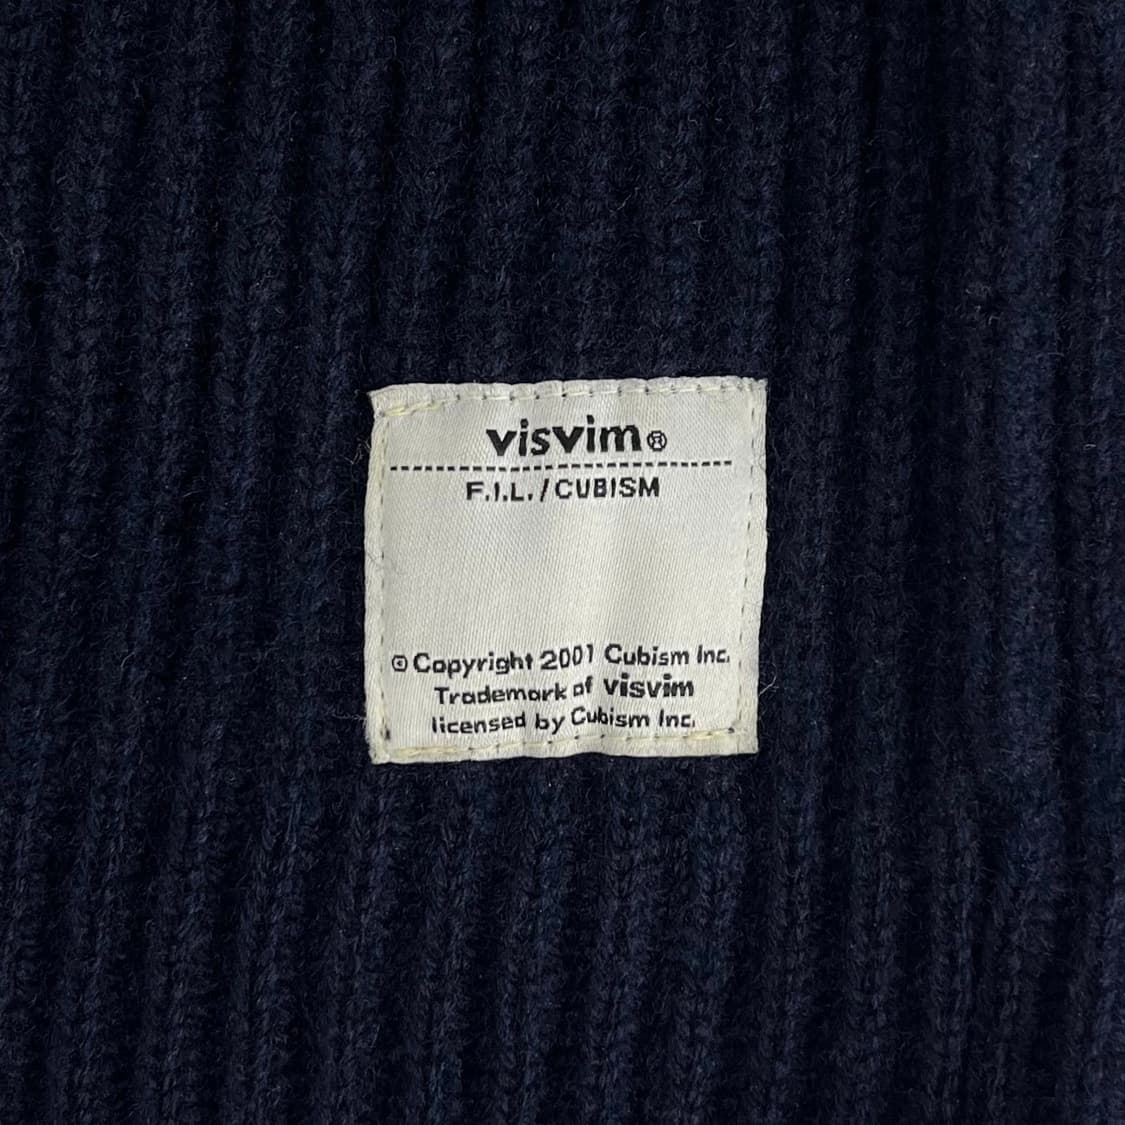 visvim®
F.I.L./CUBISM
© Copyright 2001 Cubism Inc.
Trademark of visvim
licensed by Cubism Inc.